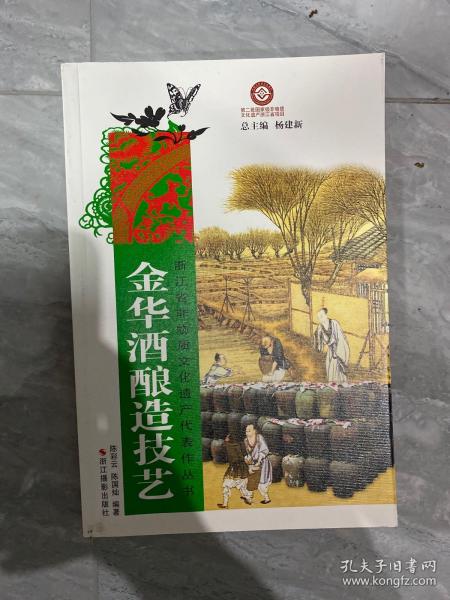 第二批国家级非物质
文化遗产浙江省项目
总主编 杨建新
浙江省非物质文化遗产代表作丛书
金华酒酿造技艺
陈彩云 陈国灿 编著
浙江摄影出版社
孔夫子旧书网
www.kongfz.com